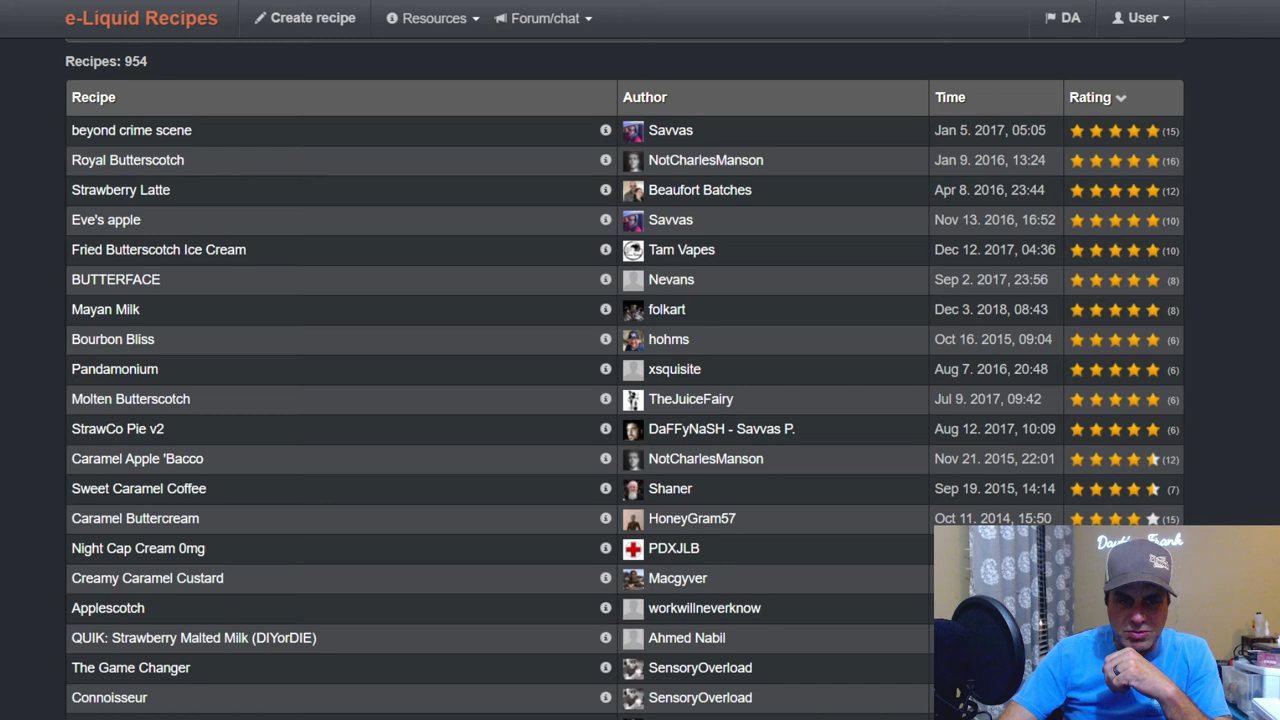 e-Liquid Recipes Create recipe Resources Forum/chat DA User
Recipes: 954
Recipe Author Time Rating
beyond crime scene Savvas Jan 5. 2017, 05:05 (15)
Royal Butterscotch NotCharlesManson Jan 9. 2016, 13:24 (16)
Strawberry Latte Beaufort Batches Apr 8. 2016, 23:44 (12)
Eve's apple Savvas Nov 13. 2016, 16:52 (10)
Fried Butterscotch Ice Cream Tam Vapes Dec 12. 2017, 04:36 (10)
BUTTERFACE Nevans Sep 2. 2017, 23:56 (8)
Mayan Milk folkart Dec 3. 2018, 08:43 (8)
Bourbon Bliss hohms Oct 16. 2015, 09:04 (6)
Pandamonium xsquisite Aug 7. 2016, 20:48 (6)
Molten Butterscotch TheJuiceFairy Jul 9. 2017, 09:42 (6)
StrawCo Pie v2 DaFFyNaSH - Savvas P. Aug 12. 2017, 10:09 (6)
Caramel Apple 'Bacco NotCharlesManson Nov 21. 2015, 22:01 (12)
Sweet Caramel Coffee Shaner Sep 19. 2015, 14:14 (7)
Caramel Buttercream HoneyGram57 Oct 11. 2014, 15:50 (15)
Night Cap Cream 0mg PDXJLB
Creamy Caramel Custard Macgyver
Applescotch workwillneverknow
QUIK: Strawberry Malted Milk (DIYorDIE) Ahmed Nabil
The Game Changer SensoryOverload
Connoisseur SensoryOverload